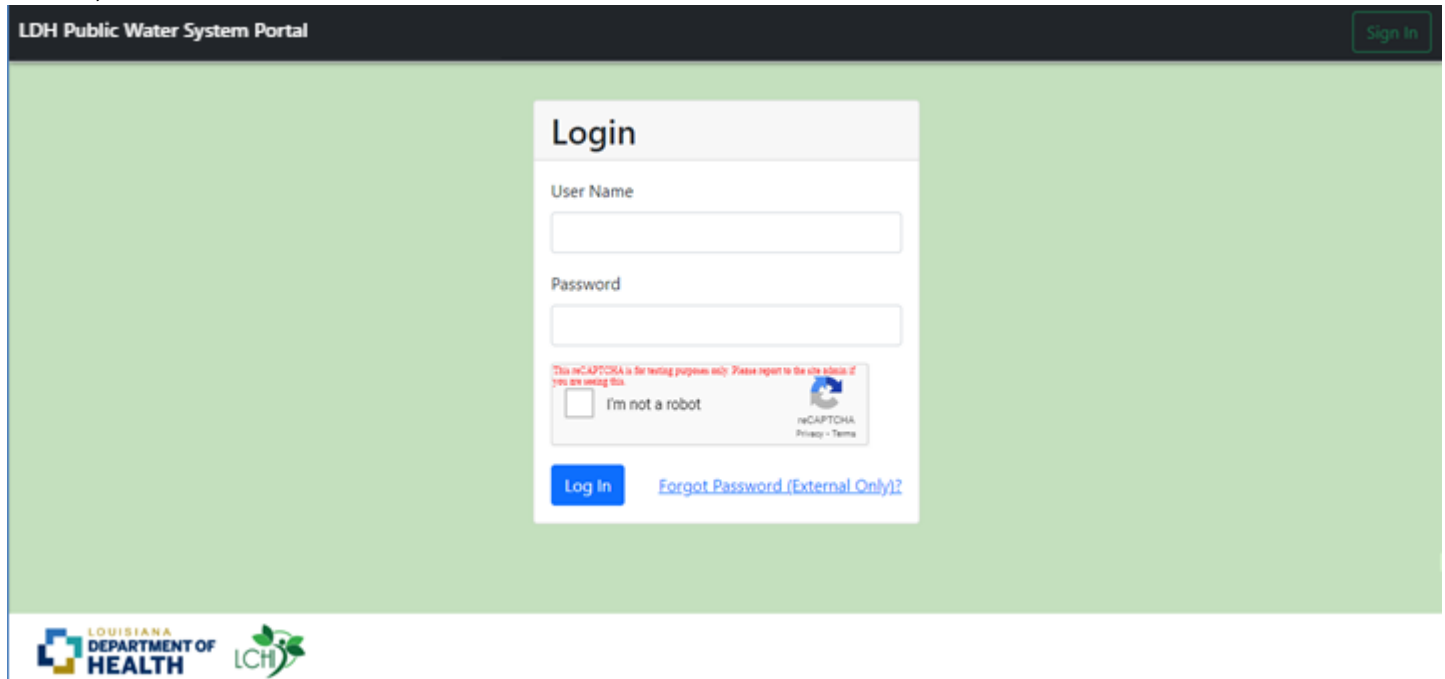 LDH Public Water System Portal
Sign In
Login
User Name
Password
This reCAPTCHA is for testing purposes only. Please report to the site admin if
you are seeing this.
I'm not a robot
reCAPTCHA
Privacy - Terms
Log In
Forgot Password (External Only)?
LOUISIANA
DEPARTMENT OF
HEALTH
LCH